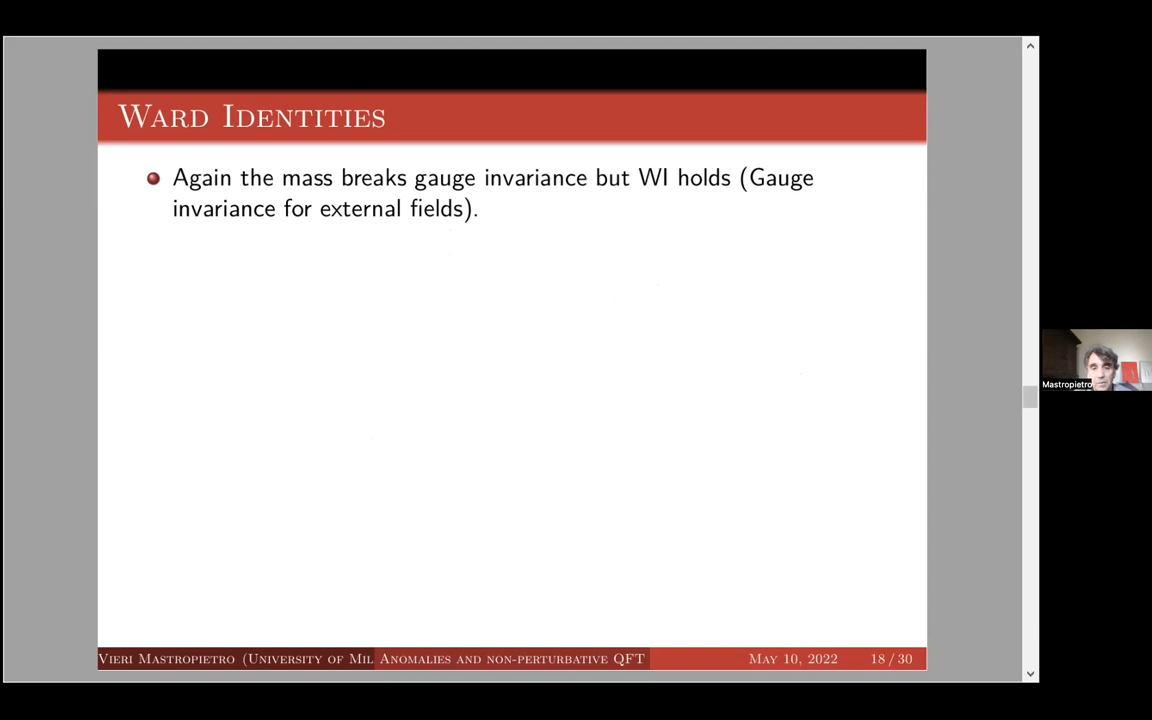 WARD IDENTITIES
Again the mass breaks gauge invariance but WI holds (Gauge
invariance for external fields).
Mastropietro
VIERI MASTROPIETRO (UNIVERSITY OF MIL ANOMALIES AND NON-PERTURBATIVE QFT MAY 10, 2022 18 / 30